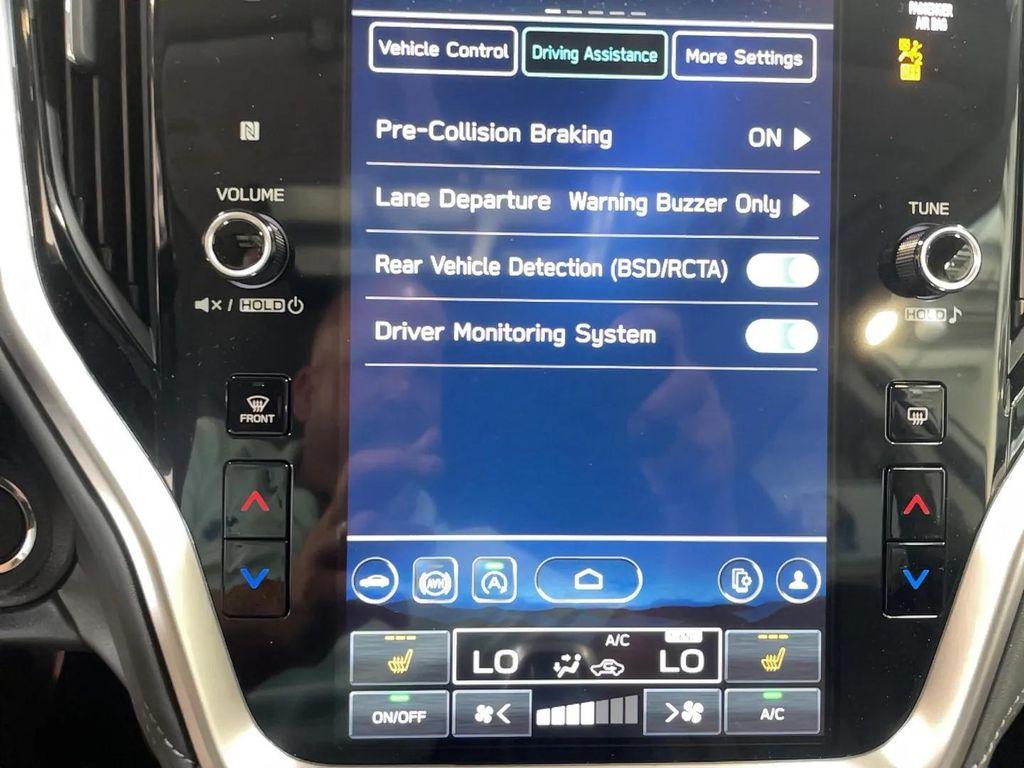 PASSENGER
AIR BAG
OFF
Vehicle Control
Driving Assistance
More Settings
Pre-Collision Braking ON
VOLUME
Lane Departure Warning Buzzer Only
TUNE
Rear Vehicle Detection (BSD/RCTA)
/ HOLD
HOLD
Driver Monitoring System
FRONT
AVH
A
A/C
LO
LO
ON/OFF
A/C